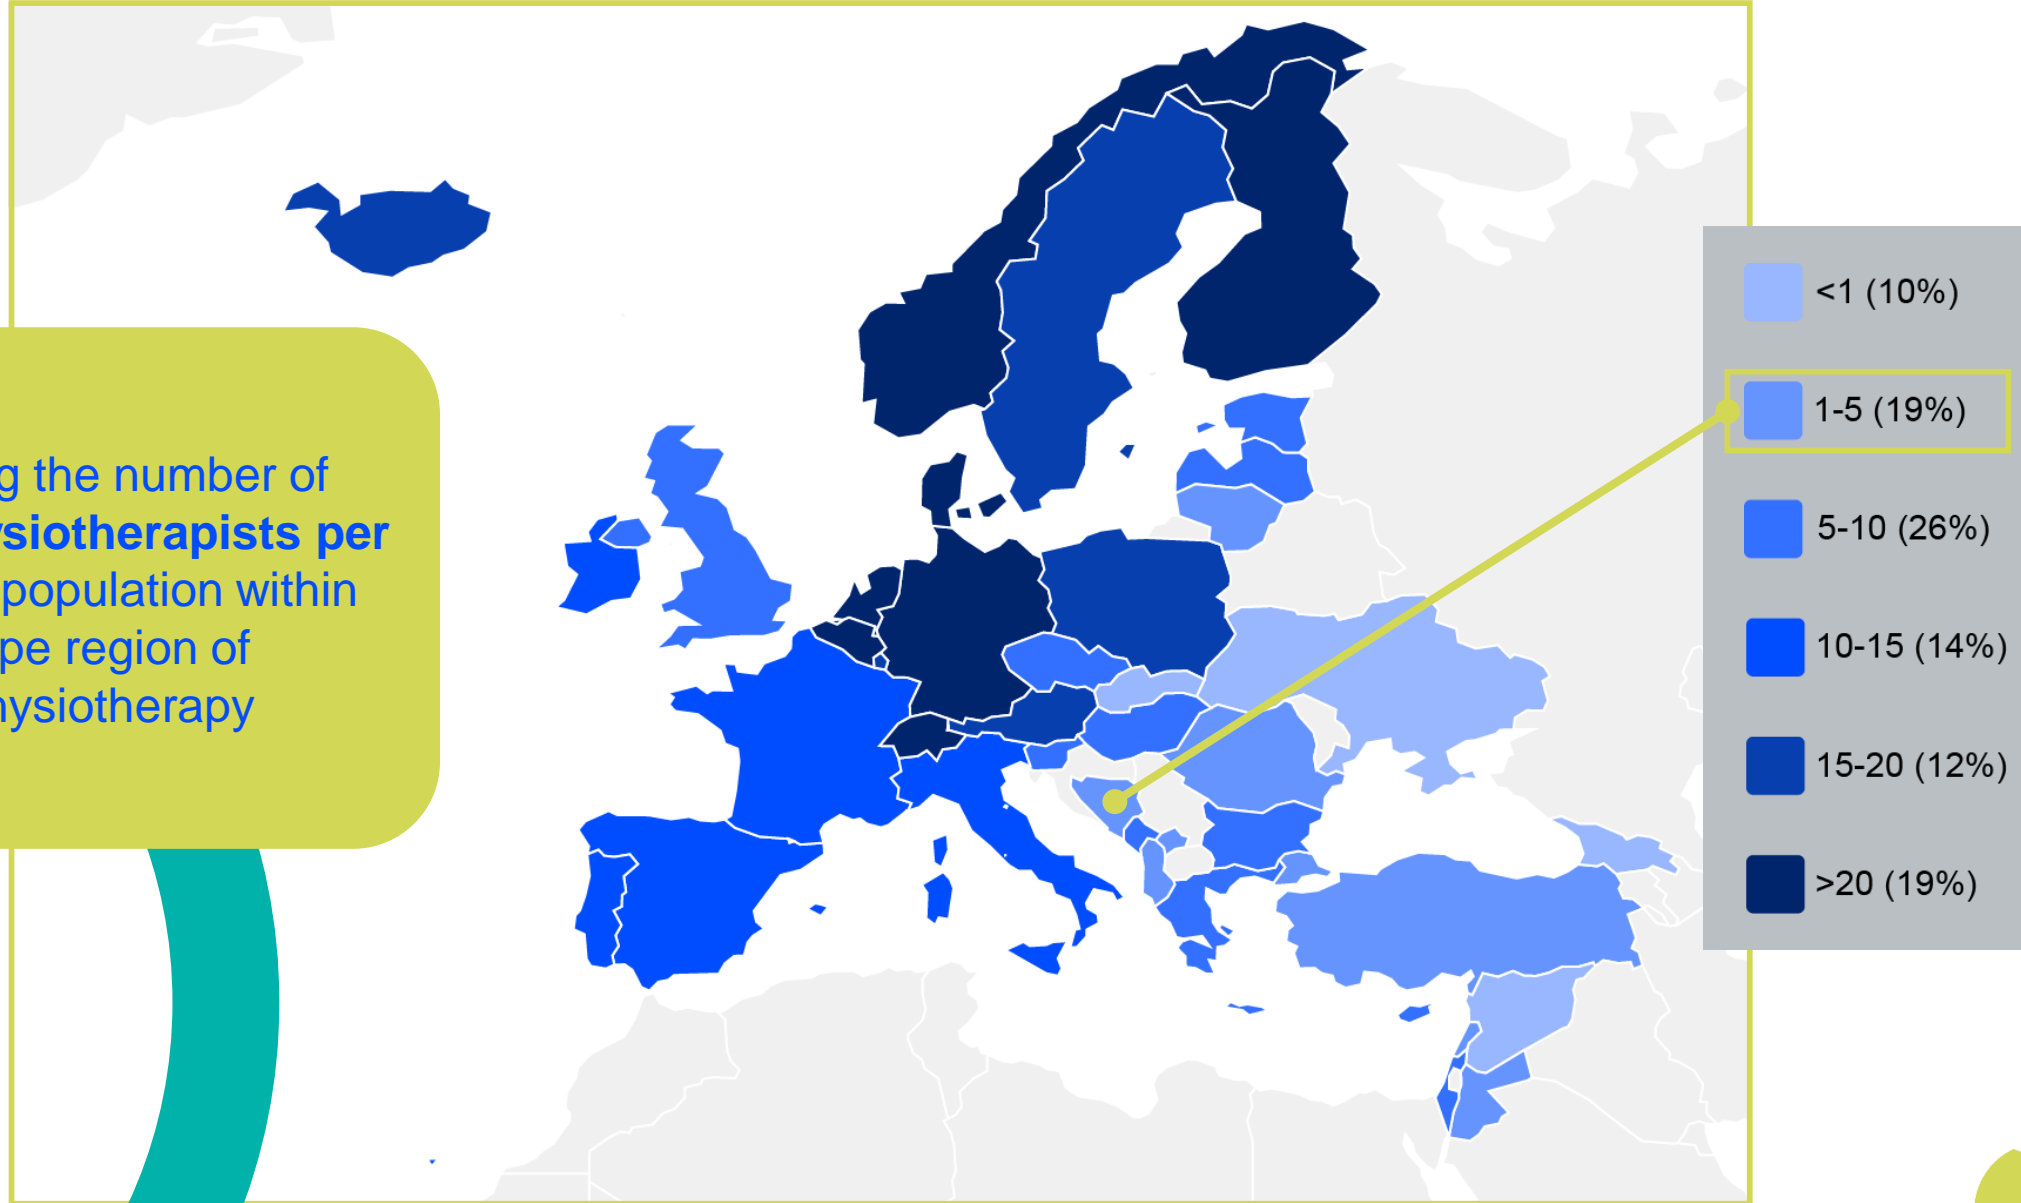 g the number of
ysiotherapists per
population within
pe region of
hysiotherapy
<1 (10%)
1-5 (19%)
5-10 (26%)
10-15 (14%)
15-20 (12%)
>20 (19%)